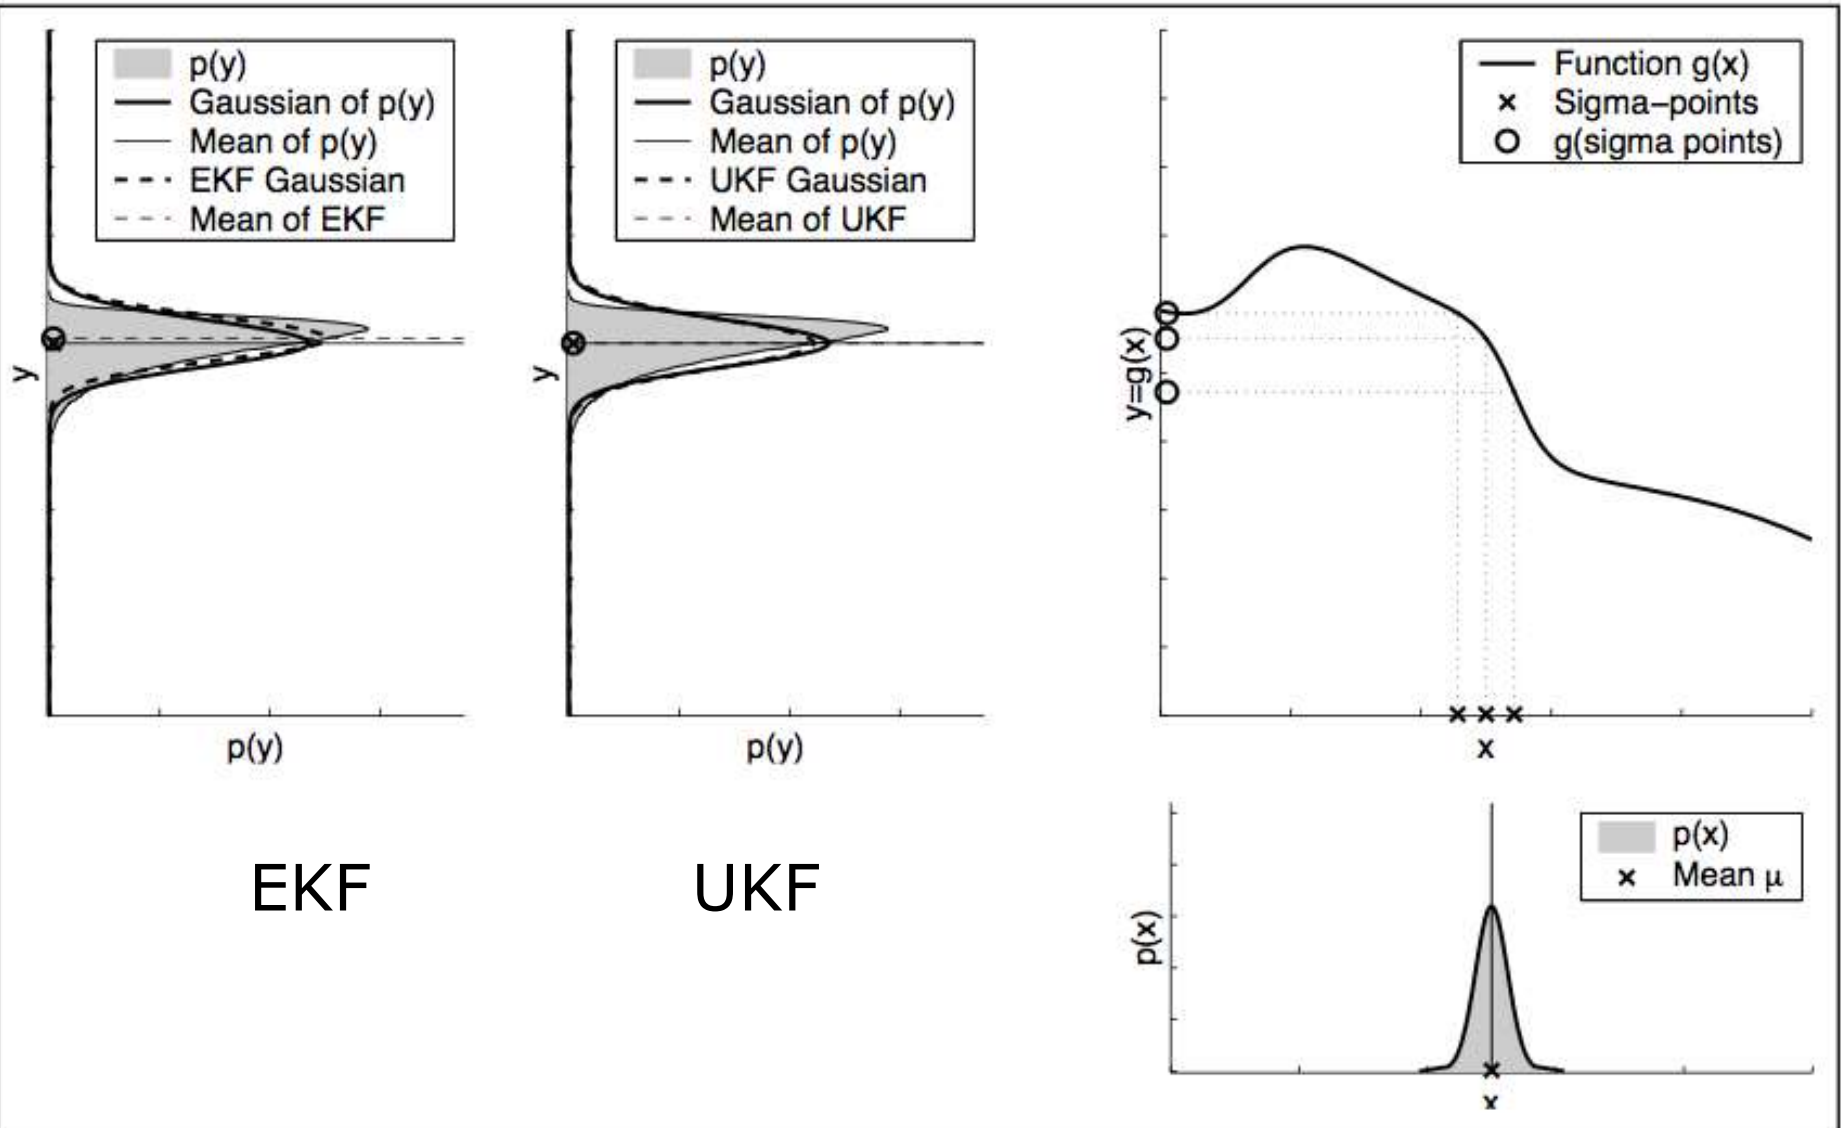 p(y)
Gaussian of p(y)
Mean of p(y)
EKF Gaussian
Mean of EKF
y
p(y)
EKF
p(y)
Gaussian of p(y)
Mean of p(y)
UKF Gaussian
Mean of UKF
y
p(y)
UKF
Function g(x)
Sigma−points
g(sigma points)
y=g(x)
x
p(x)
Mean μ
p(x)
x